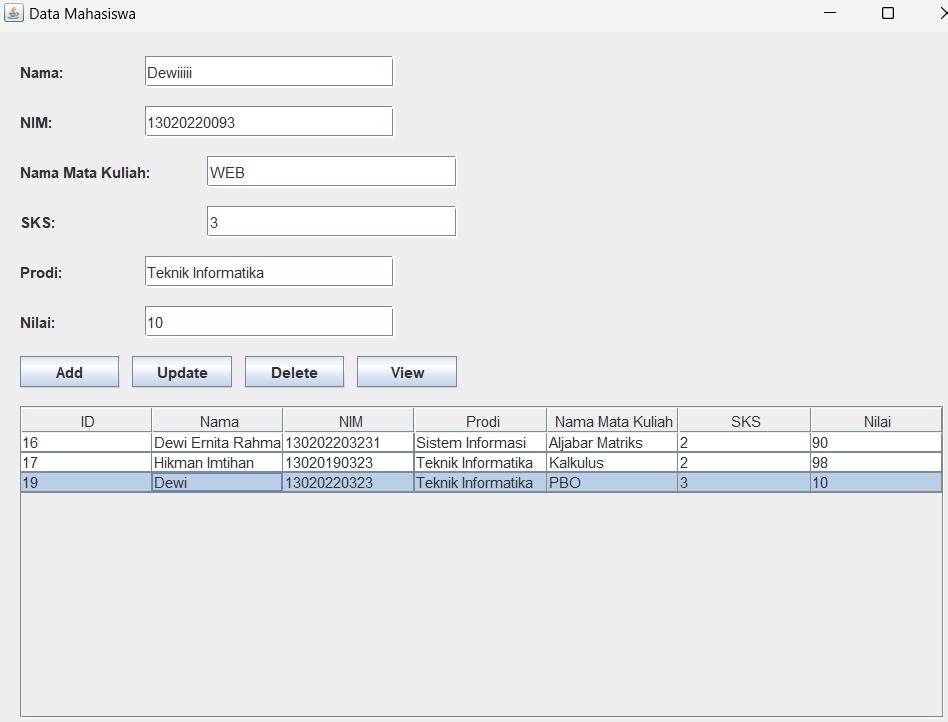 Data Mahasiswa
Nama: Dewiiiii
NIM: 13020220093
Nama Mata Kuliah: WEB
SKS: 3
Prodi: Teknik Informatika
Nilai: 10
Add Update Delete View
ID Nama NIM Prodi Nama Mata Kuliah SKS Nilai
16 Dewi Ernita Rahma 130202203231 Sistem Informasi Aljabar Matriks 2 90
17 Hikman Imtihan 13020190323 Teknik Informatika Kalkulus 2 98
19 Dewi 13020220323 Teknik Informatika PBO 3 10